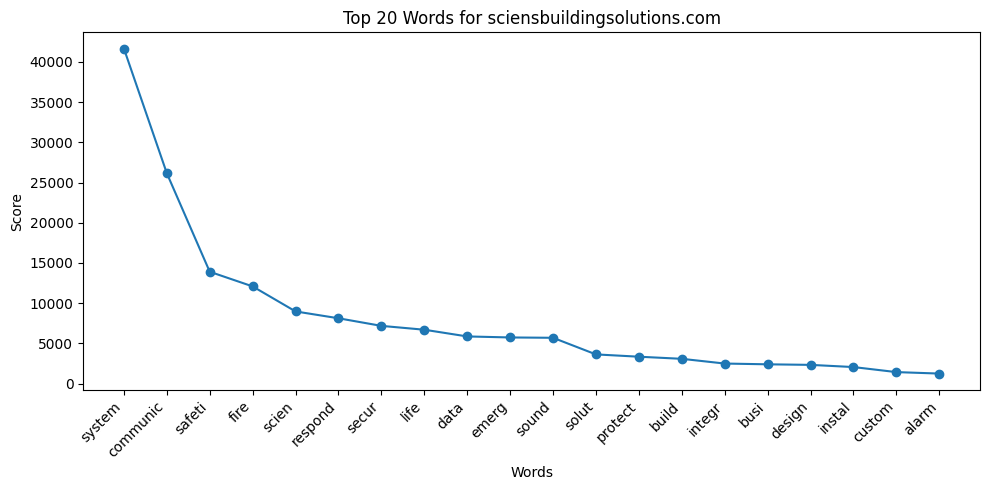 Top 20 Words for sciensbuildingsolutions.com
Score
40000
35000
30000
25000
20000
15000
10000
5000
0
system
communic
safeti
fire
scien
respond
secur
life
data
emerg
sound
solut
protect
build
integr
busi
design
instal
custom
alarm
Words